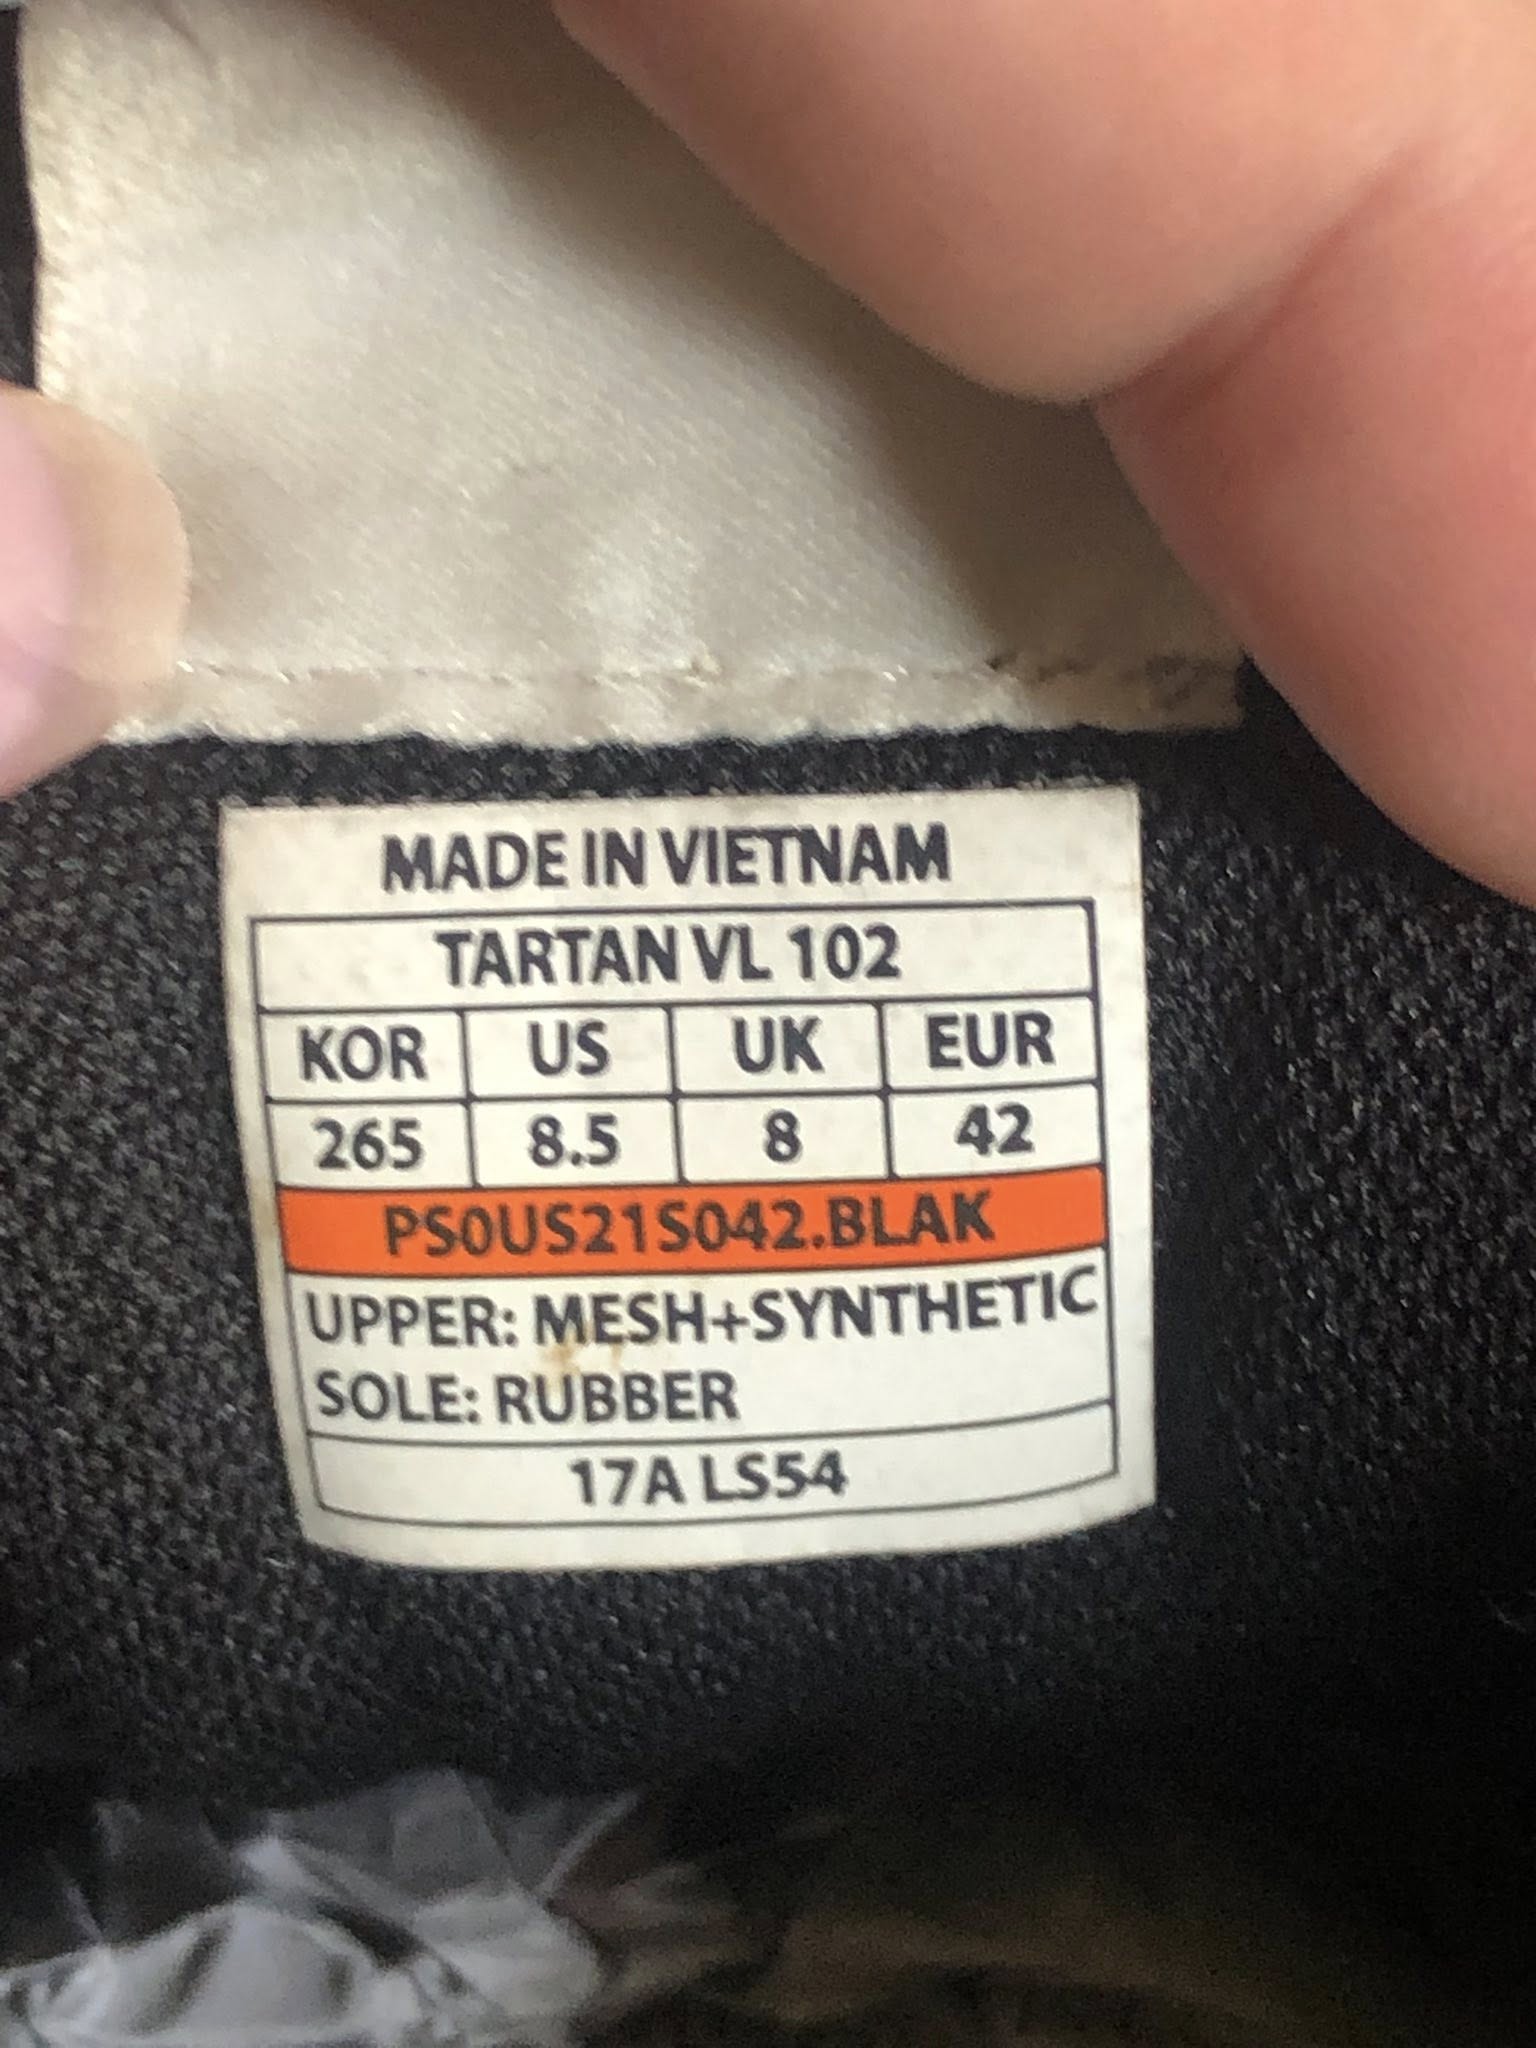 MADE IN VIETNAM
TARTAN VL 102
KOR US UK EUR
265 8.5 8 42
PS0US21S042.BLAK
UPPER: MESH+SYNTHETIC
SOLE: RUBBER
17A LS54